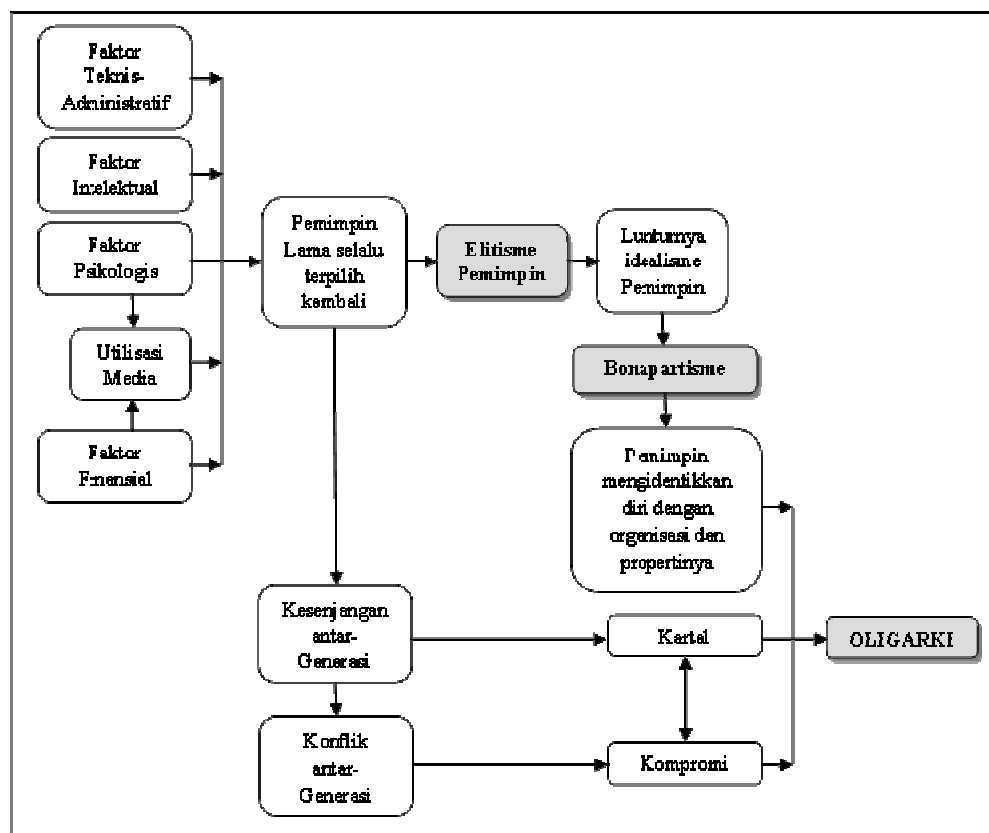 Faktor
Teknis-
Administratif
Faktor
Intelektual
Faktor
Psikologis
Utilisasi
Media
Faktor
Finansial
Pemimpin
Lama selalu
terpilih
kembali
Elitisme
Pemimpin
Lunturnya
idealisme
Pemimpin
Bonapartisme
Pemimpin
mengidentikkan
diri dengan
organisasi dan
propertinya
Kesenjangan
antar-
Generasi
Kartel
OLIGARKI
Konflik
antar-
Generasi
Kompromi